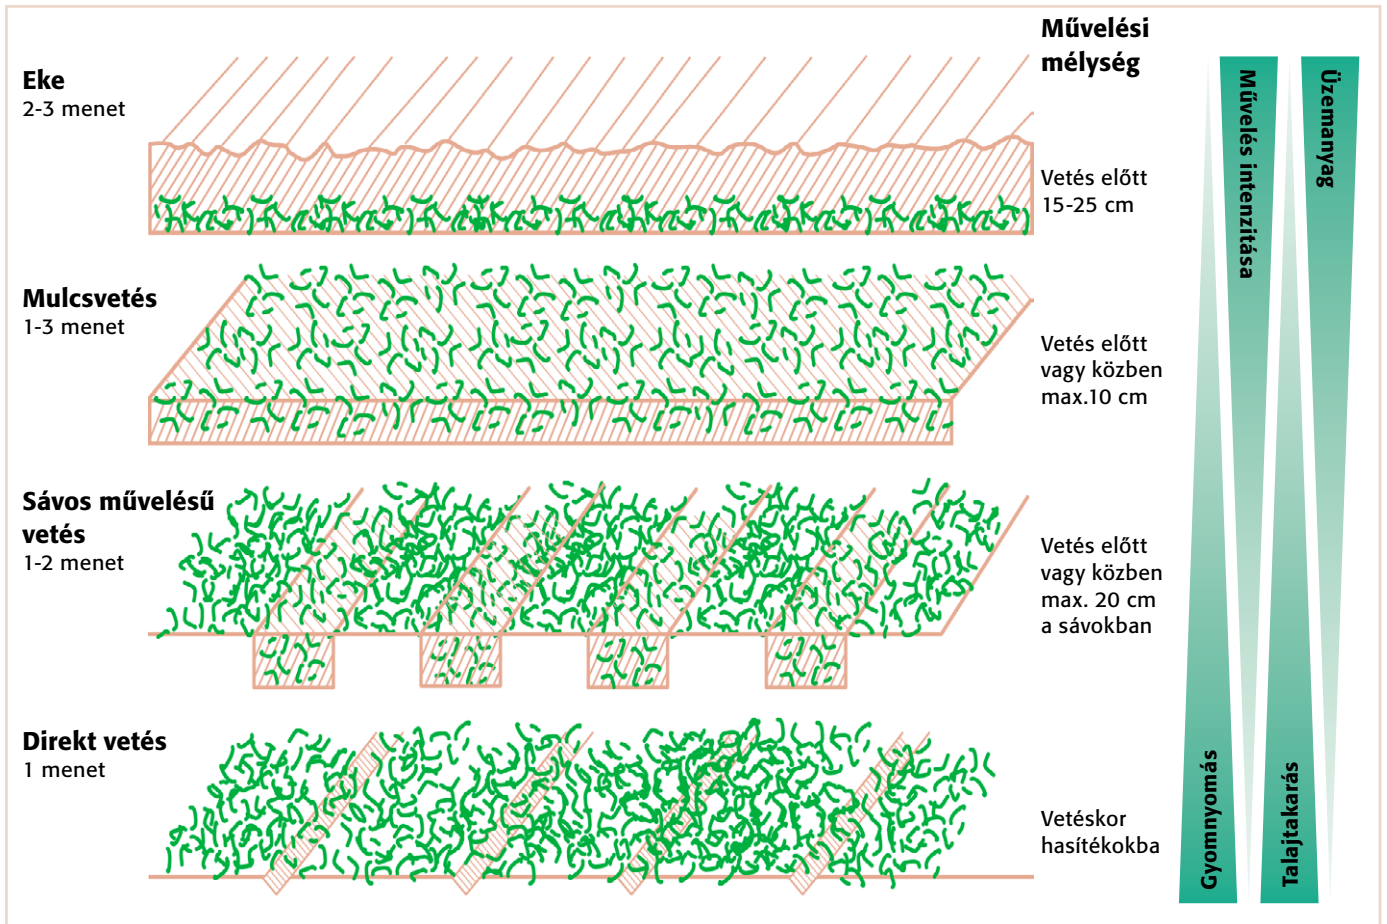 Művelési
mélység
Eke
2-3 menet
Vetés előtt
15-25 cm
Mulcsvetés
1-3 menet
Vetés előtt
vagy közben
max.10 cm
Sávos művelésű
vetés
1-2 menet
Vetés előtt
vagy közben
max. 20 cm
a sávokban
Direkt vetés
1 menet
Vetéskor
hasítékokba
Gyomnyomás
Művelés intenzitása
Talajtakarás
Üzemanyag